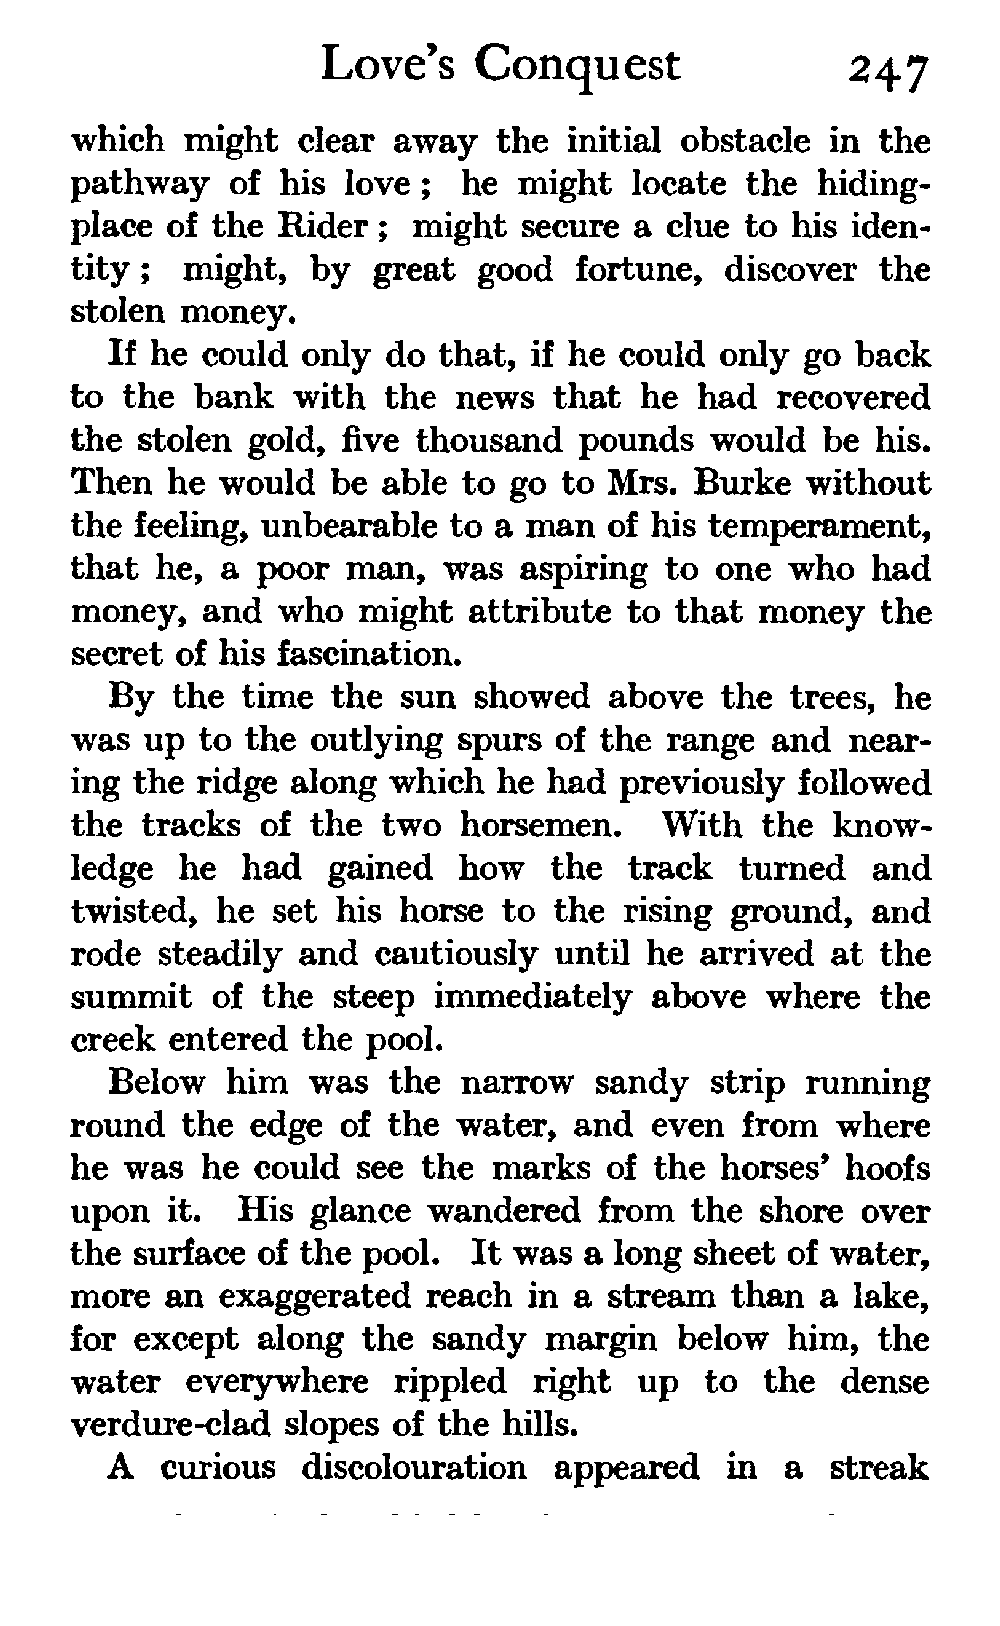 Love's Conquest 247
which might clear away the initial obstacle in the
pathway of his love ; he might locate the hiding-
place of the Rider ; might secure a clue to his iden-
tity ; might, by great good fortune, discover the
stolen money.
If he could only do that, if he could only go back
to the bank with the news that he had recovered
the stolen gold, five thousand pounds would be his.
Then he would be able to go to Mrs. Burke without
the feeling, unbearable to a man of his temperament,
that he, a poor man, was aspiring to one who had
money, and who might attribute to that money the
secret of his fascination.
By the time the sun showed above the trees, he
was up to the outlying spurs of the range and near-
ing the ridge along which he had previously followed
the tracks of the two horsemen. With the know-
ledge he had gained how the track turned and
twisted, he set his horse to the rising ground, and
rode steadily and cautiously until he arrived at the
summit of the steep immediately above where the
creek entered the pool.
Below him was the narrow sandy strip running
round the edge of the water, and even from where
he was he could see the marks of the horses' hoofs
upon it. His glance wandered from the shore over
the surface of the pool. It was a long sheet of water,
more an exaggerated reach in a stream than a lake,
for except along the sandy margin below him, the
water everywhere rippled right up to the dense
verdure-clad slopes of the hills.
A curious discolouration appeared in a streak